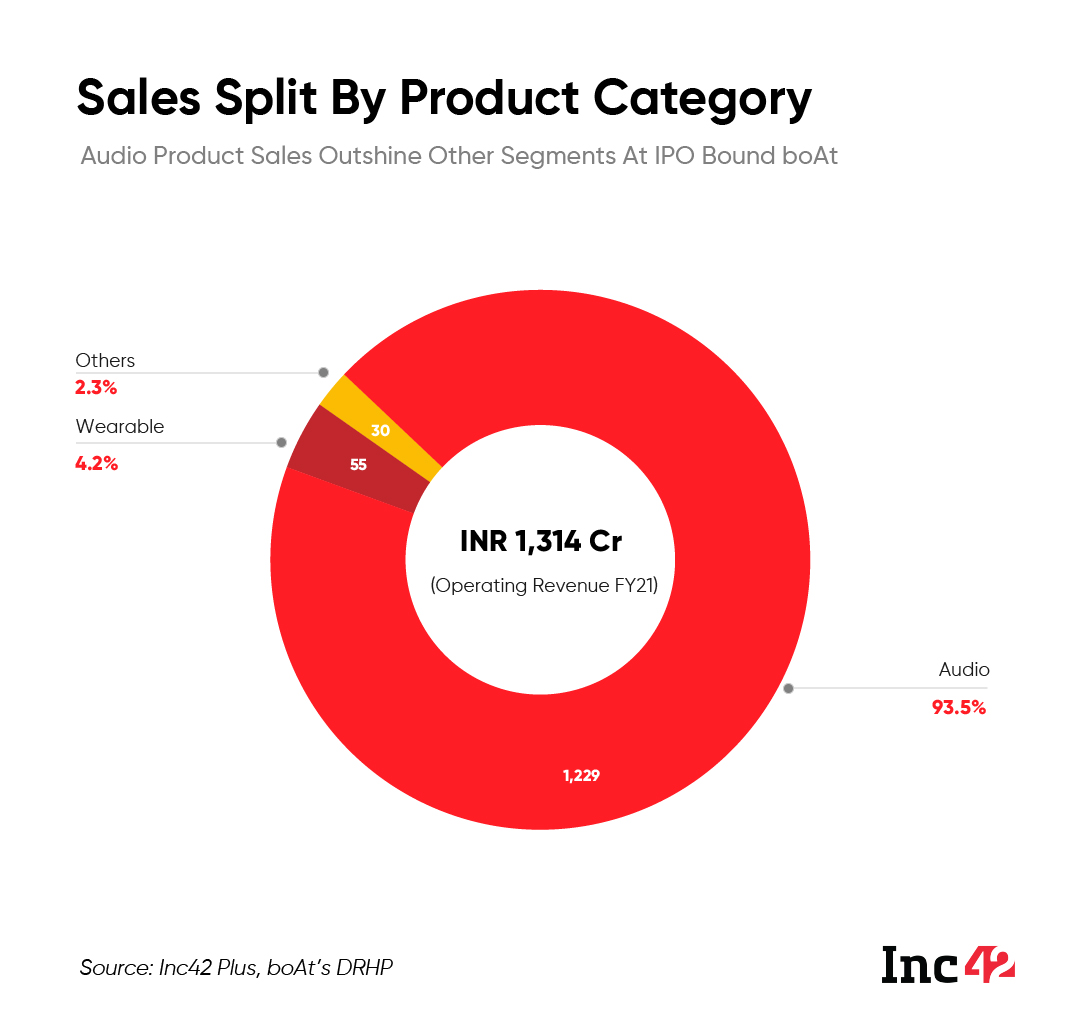 Sales Split By Product Category
Audio Product Sales Outshine Other Segments At IPO Bound boAt
Others
2.3%
Wearable
4.2%
30
55
INR 1,314 Cr
(Operating Revenue FY21)
Audio
93.5%
1,229
Source: Inc42 Plus, boAt's DRHP
Inc42